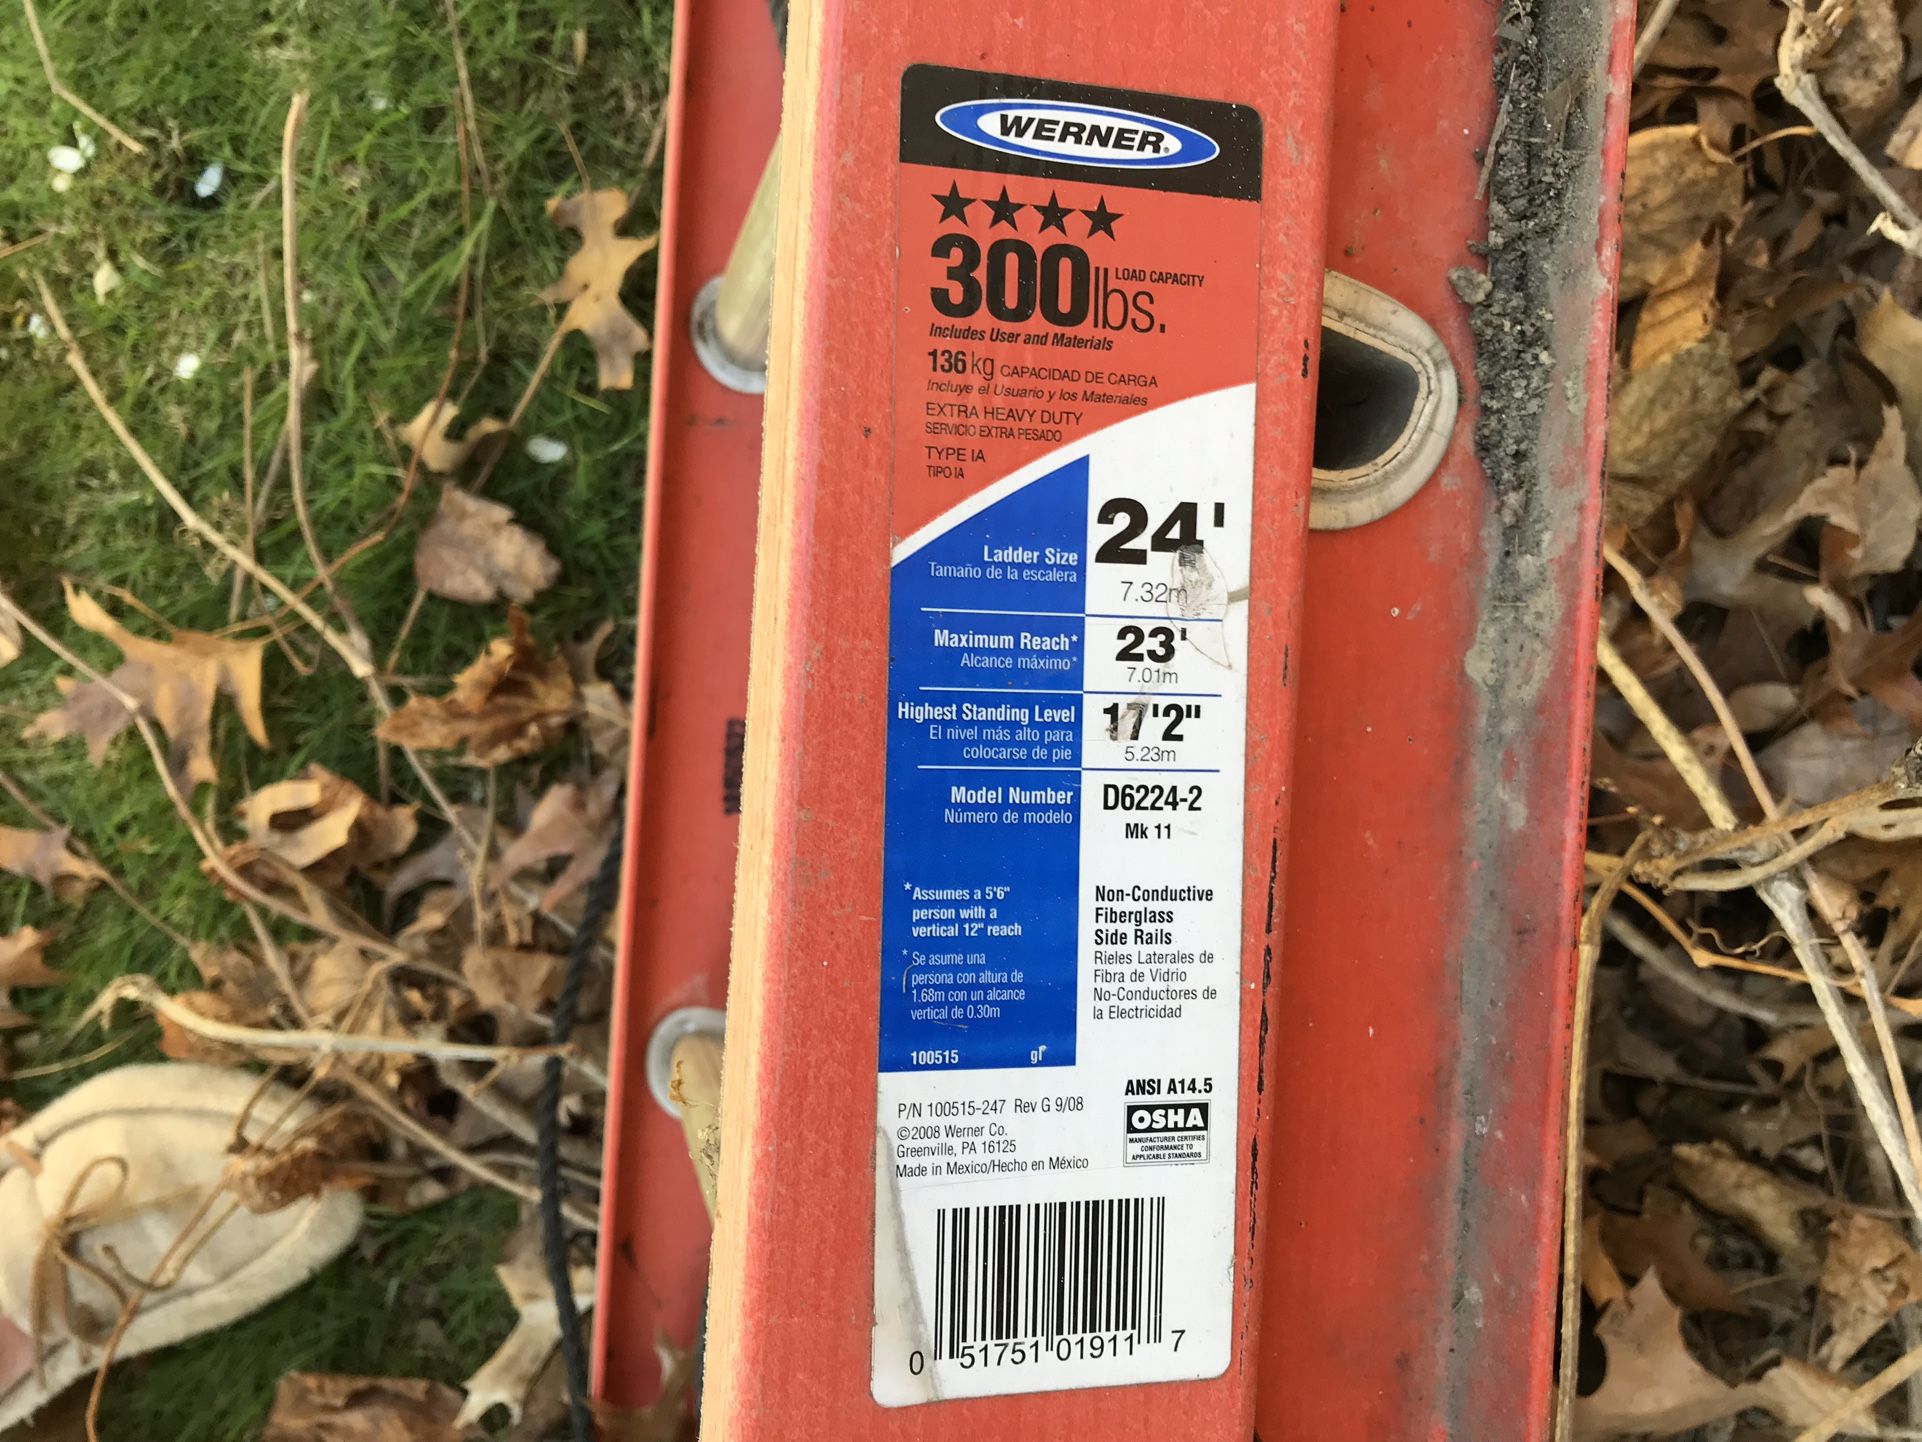 WERNER®
★★★★
300 lbs. LOAD CAPACITY
Includes User and Materials
136 kg CAPACIDAD DE CARGA
Incluye el Usuario y los Materiales
EXTRA HEAVY DUTY
SERVICIO EXTRA PESADO
TYPE IA
TIPO IA
Ladder Size 24'
Tamaño de la escalera 7.32m
Maximum Reach* 23'
Alcance máximo* 7.01m
Highest Standing Level 17'2"
El nivel más alto para
colocarse de pie 5.23m
Model Number D6224-2
Número de modelo Mk 11
*Assumes a 5'6"
person with a
vertical 12" reach
*Se asume una
persona con altura de
1.68m con un alcance
vertical de 0.30m
100515 gf
Non-Conductive
Fiberglass
Side Rails
Rieles Laterales de
Fibra de Vidrio
No-Conductores de
la Electricidad
P/N 100515-247 Rev G 9/08
©2008 Werner Co.
Greenville, PA 16125
Made in Mexico/Hecho en México
ANSI A14.5
OSHA
MANUFACTURER CERTIFIES
CONFORMANCE TO
APPLICABLE STANDARDS
0 51751 01911 7